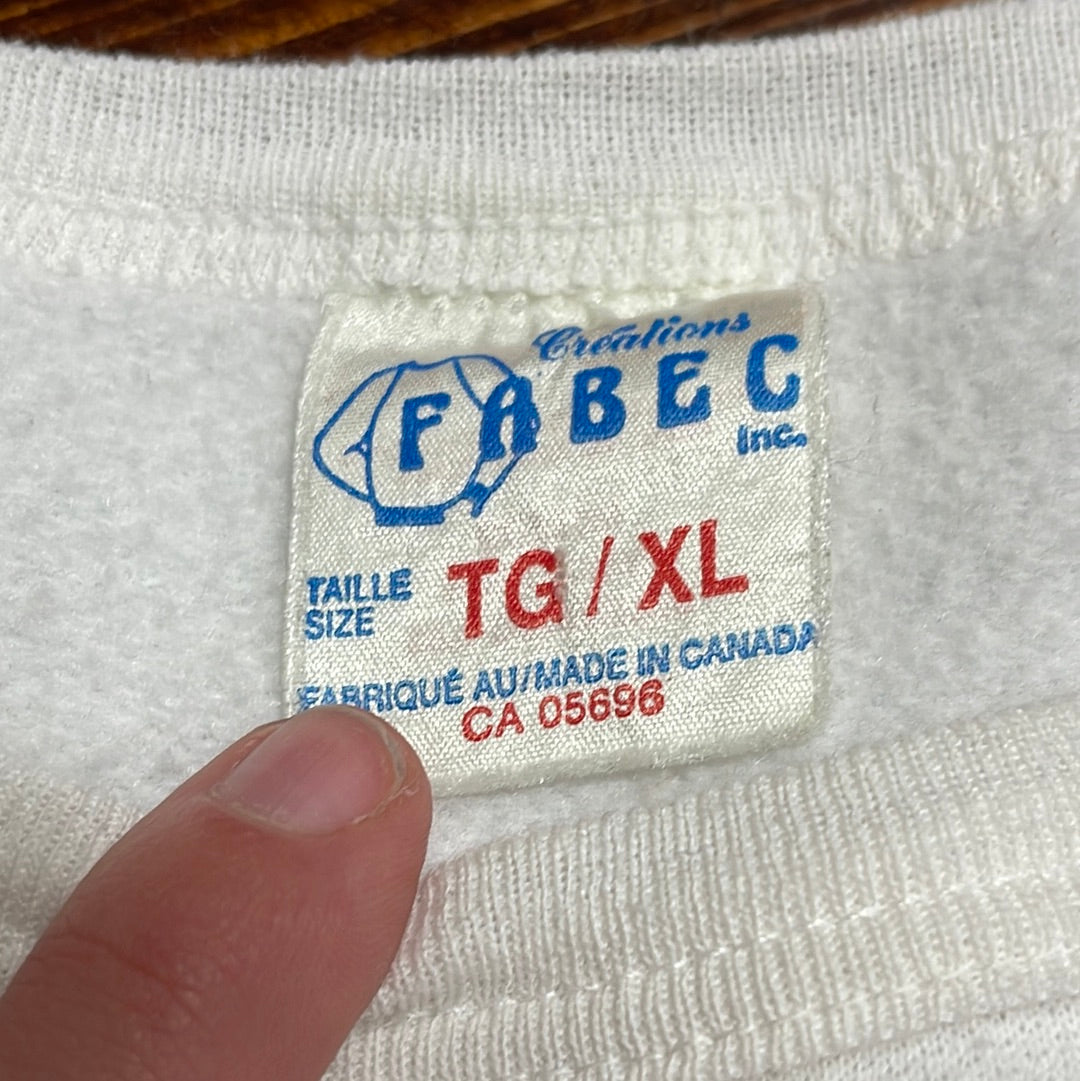 Créations
FABEC
Inc.
TAILLE
SIZE
TG / XL
FABRIQUÉ AU/MADE IN CANADA
CA 05696